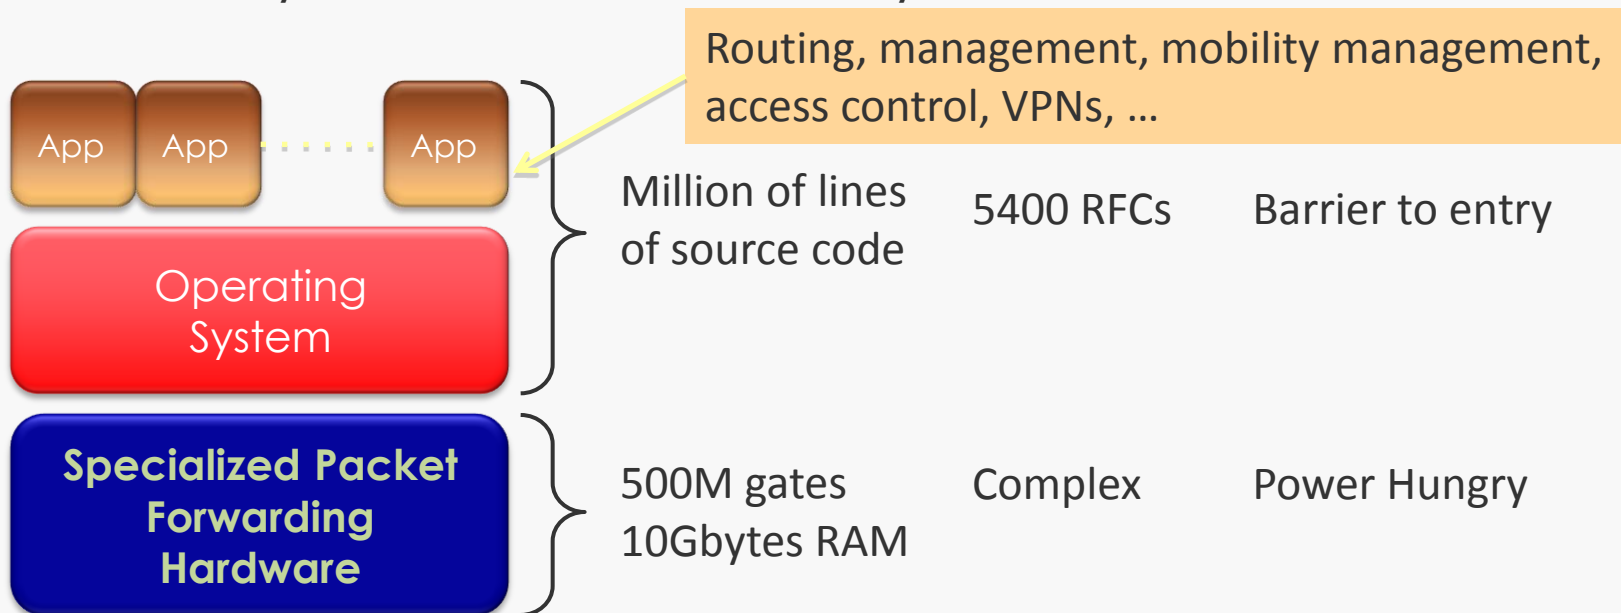 Routing, management, mobility management,
access control, VPNs, …
App App App
Million of lines
of source code
5400 RFCs
Barrier to entry
Operating
System
Specialized Packet
Forwarding
Hardware
500M gates
10Gbytes RAM
Complex
Power Hungry